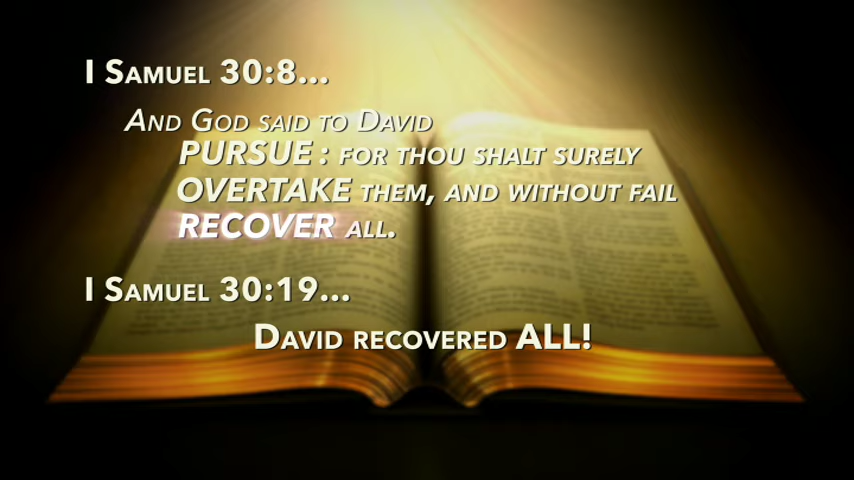 I Samuel 30:8...
And God said to David
PURSUE : for thou shalt surely
OVERTAKE them, and without fail
RECOVER all.
I Samuel 30:19...
David recovered ALL!